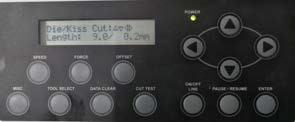 POWER
Die/Kiss Cut:▵▿◁▷
Length: 9.0/ 0.2mm
SPEED FORCE OFFSET
MISC TOOL SELECT DATA CLEAR CUT TEST ON/OFF LINE PAUSE / RESUME ENTER